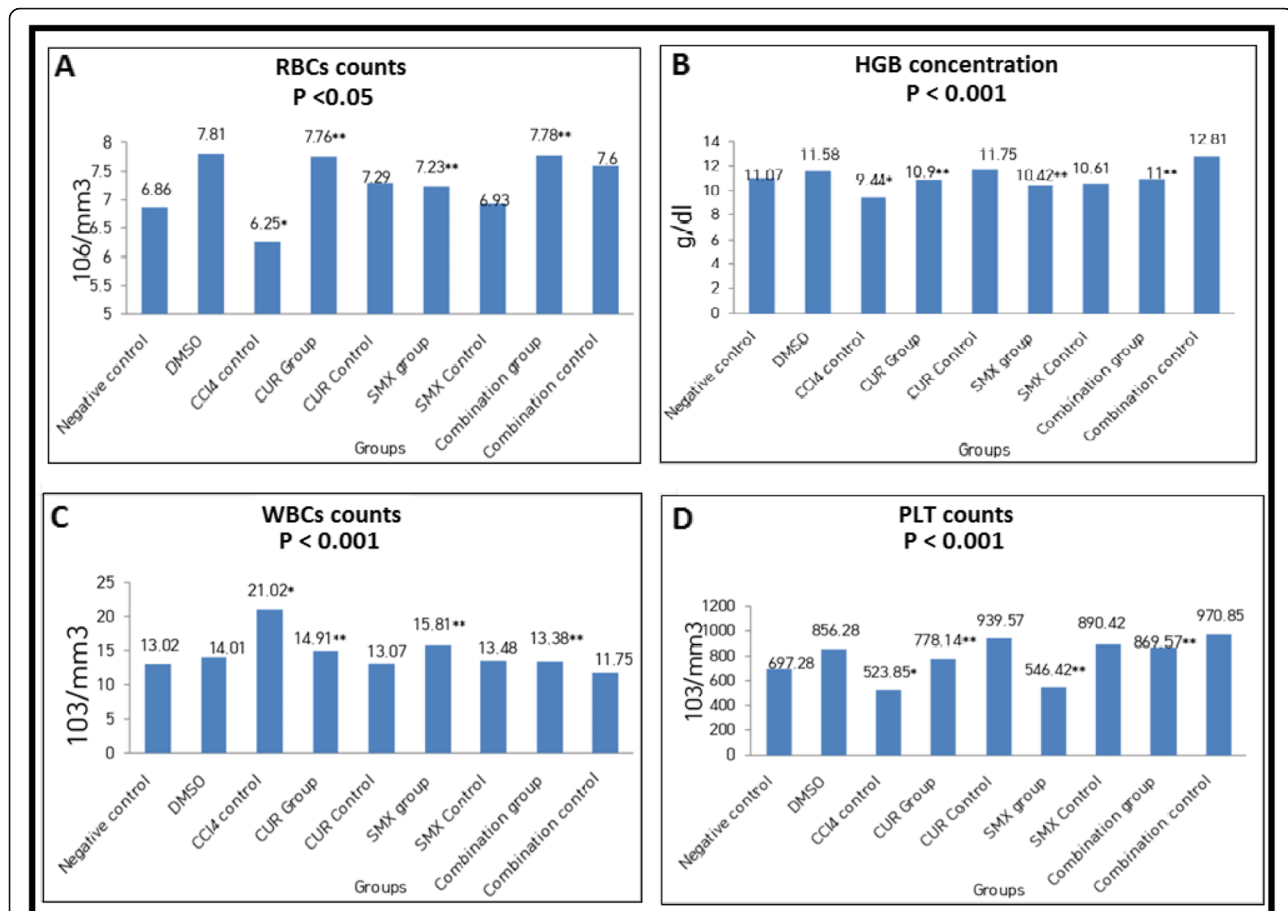 A
RBCs counts
P <0.05
106/mm3
8
7.5
7
6.5
6
5.5
5
6.86
7.81
6.25*
7.76**
7.29
7.23**
6.93
7.78**
7.6
Negative control
DMSO
CCl4 control
CUR Group
CUR Control
SMX group
SMX Control
Combination group
Combination control
Groups
B
HGB concentration
P < 0.001
g/dl
14
12
10
8
6
4
2
0
11.07
11.58
9.44*
10.9**
11.75
10.42**
10.61
11**
12.81
Negative control
DMSO
CCl4 control
CUR Group
CUR Control
SMX group
SMX Control
Combination group
Combination control
Groups
C
WBCs counts
P < 0.001
103/mm3
25
20
15
10
5
0
13.02
14.01
21.02*
14.91**
13.07
15.81**
13.48
13.38**
11.75
Negative control
DMSO
CCl4 control
CUR Group
CUR Control
SMX group
SMX Control
Combination group
Combination control
Groups
D
PLT counts
P < 0.001
103/mm3
1200
1000
800
600
400
200
0
697.28
856.28
523.85*
778.14**
939.57
546.42**
890.42
869.57**
970.85
Negative control
DMSO
CCl4 control
CUR Group
CUR Control
SMX group
SMX Control
Combination group
Combination control
Groups